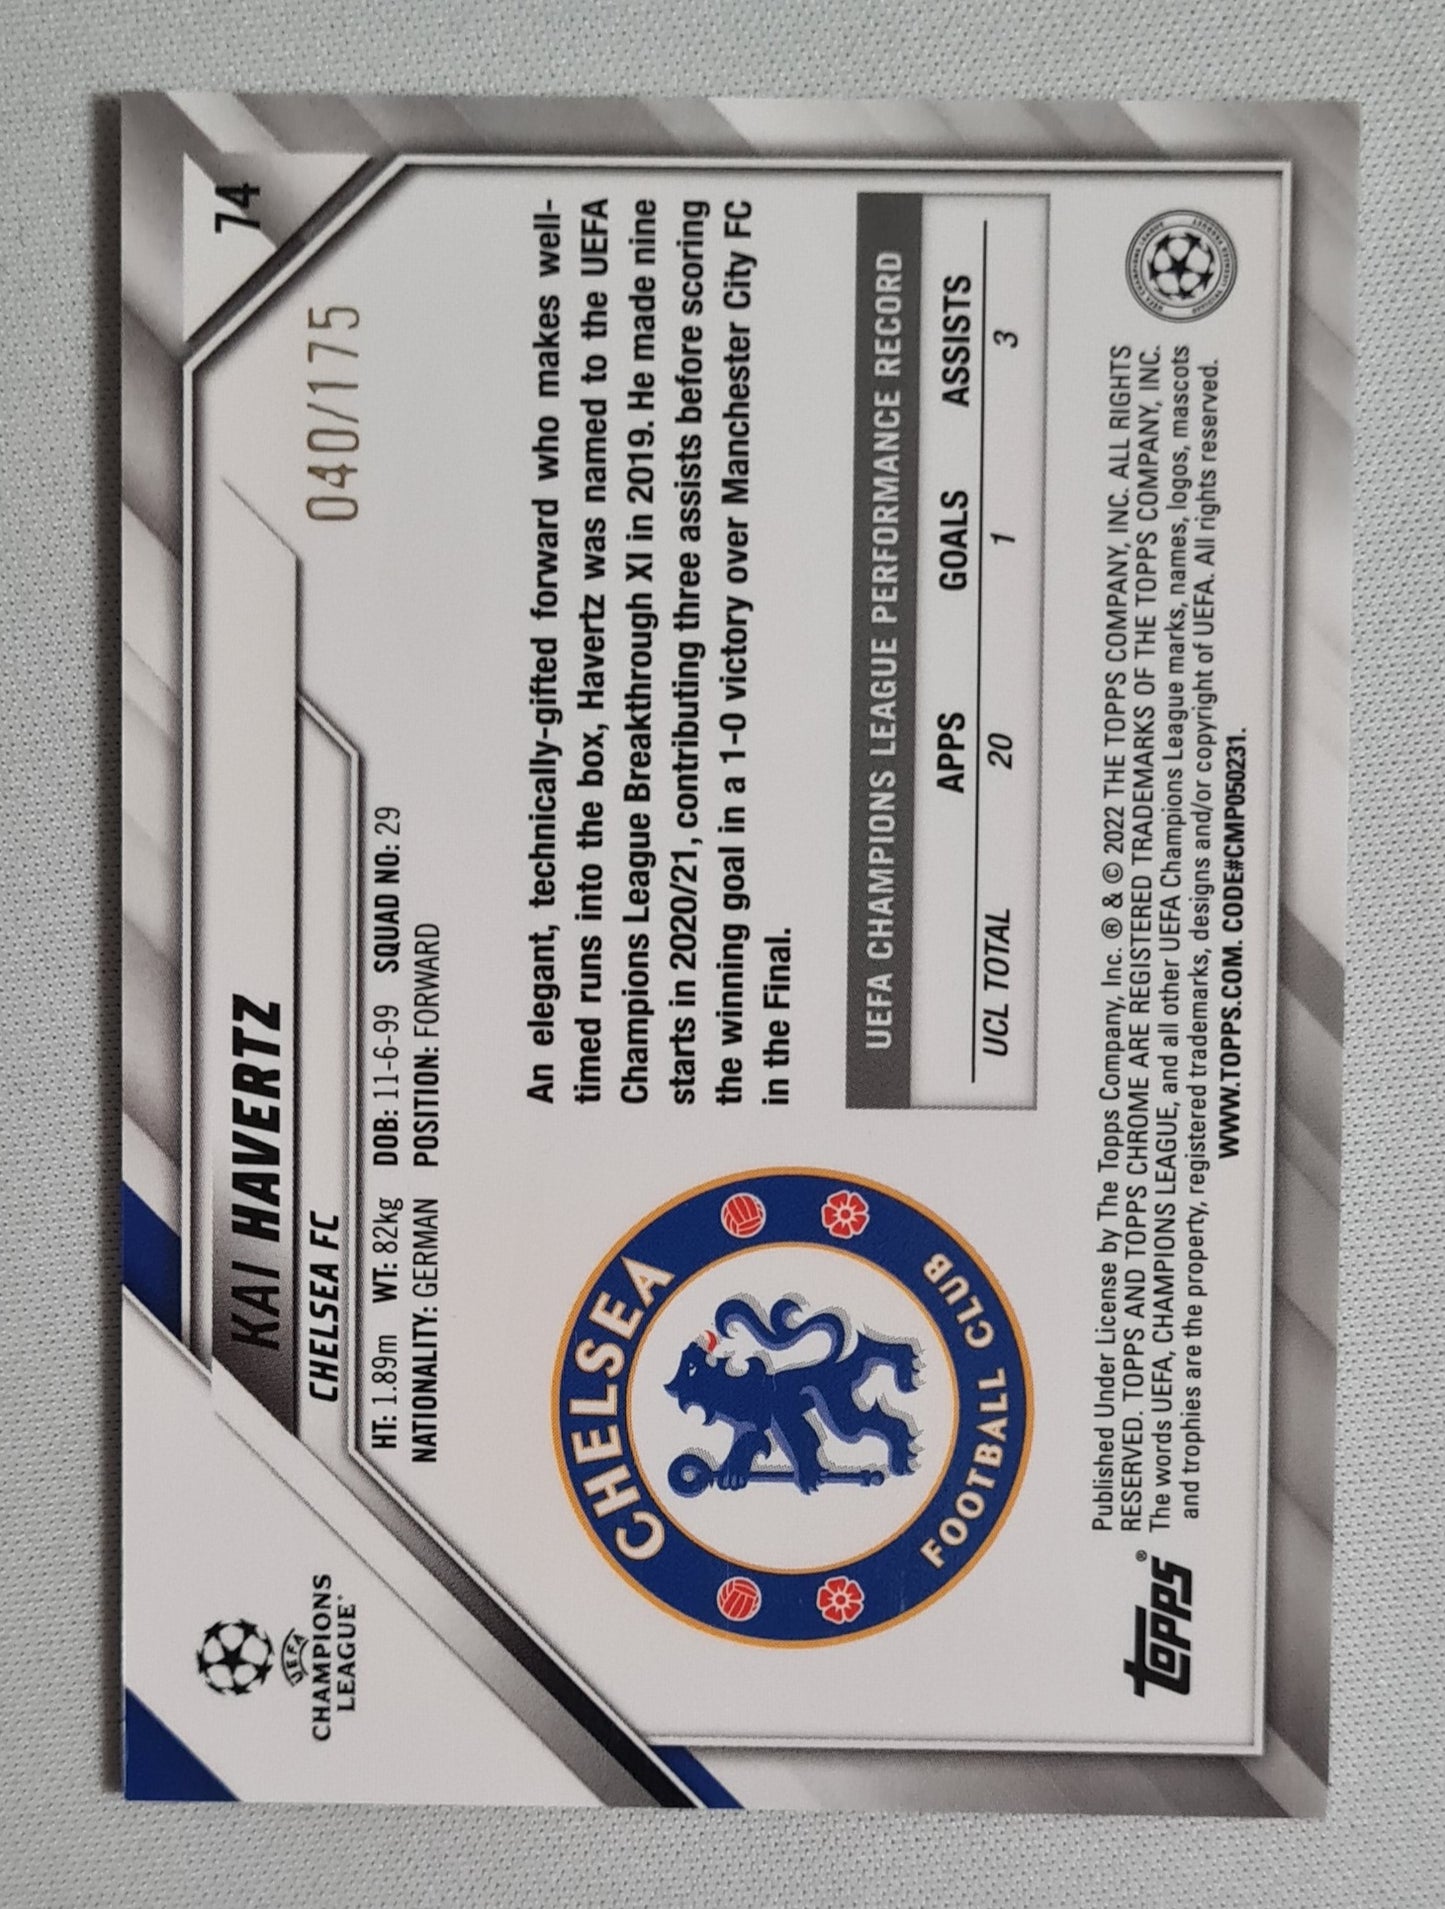 74
040/175
UEFA
CHAMPIONS
LEAGUE
KAI HAVERTZ
CHELSEA FC
HT: 1.89m WT: 82kg DOB: 11-6-99 SQUAD NO: 29
NATIONALITY: GERMAN POSITION: FORWARD
CHELSEA
FOOTBALL CLUB
An elegant, technically-gifted forward who makes well-
timed runs into the box, Havertz was named to the UEFA
Champions League Breakthrough XI in 2019. He made nine
starts in 2020/21, contributing three assists before scoring
the winning goal in a 1-0 victory over Manchester City FC
in the Final.
UEFA CHAMPIONS LEAGUE PERFORMANCE RECORD
APPS GOALS ASSISTS
UCL TOTAL 20 1 3
topps®
Published Under License by The Topps Company, Inc. ® & © 2022 THE TOPPS COMPANY, INC. ALL RIGHTS
RESERVED. TOPPS AND TOPPS CHROME ARE REGISTERED TRADEMARKS OF THE TOPPS COMPANY, INC.
The words UEFA, CHAMPIONS LEAGUE, and all other UEFA Champions League marks, names, logos, mascots
and trophies are the property, registered trademarks, designs and/or copyright of UEFA. All rights reserved.
WWW.TOPPS.COM. CODE#CMP050231.